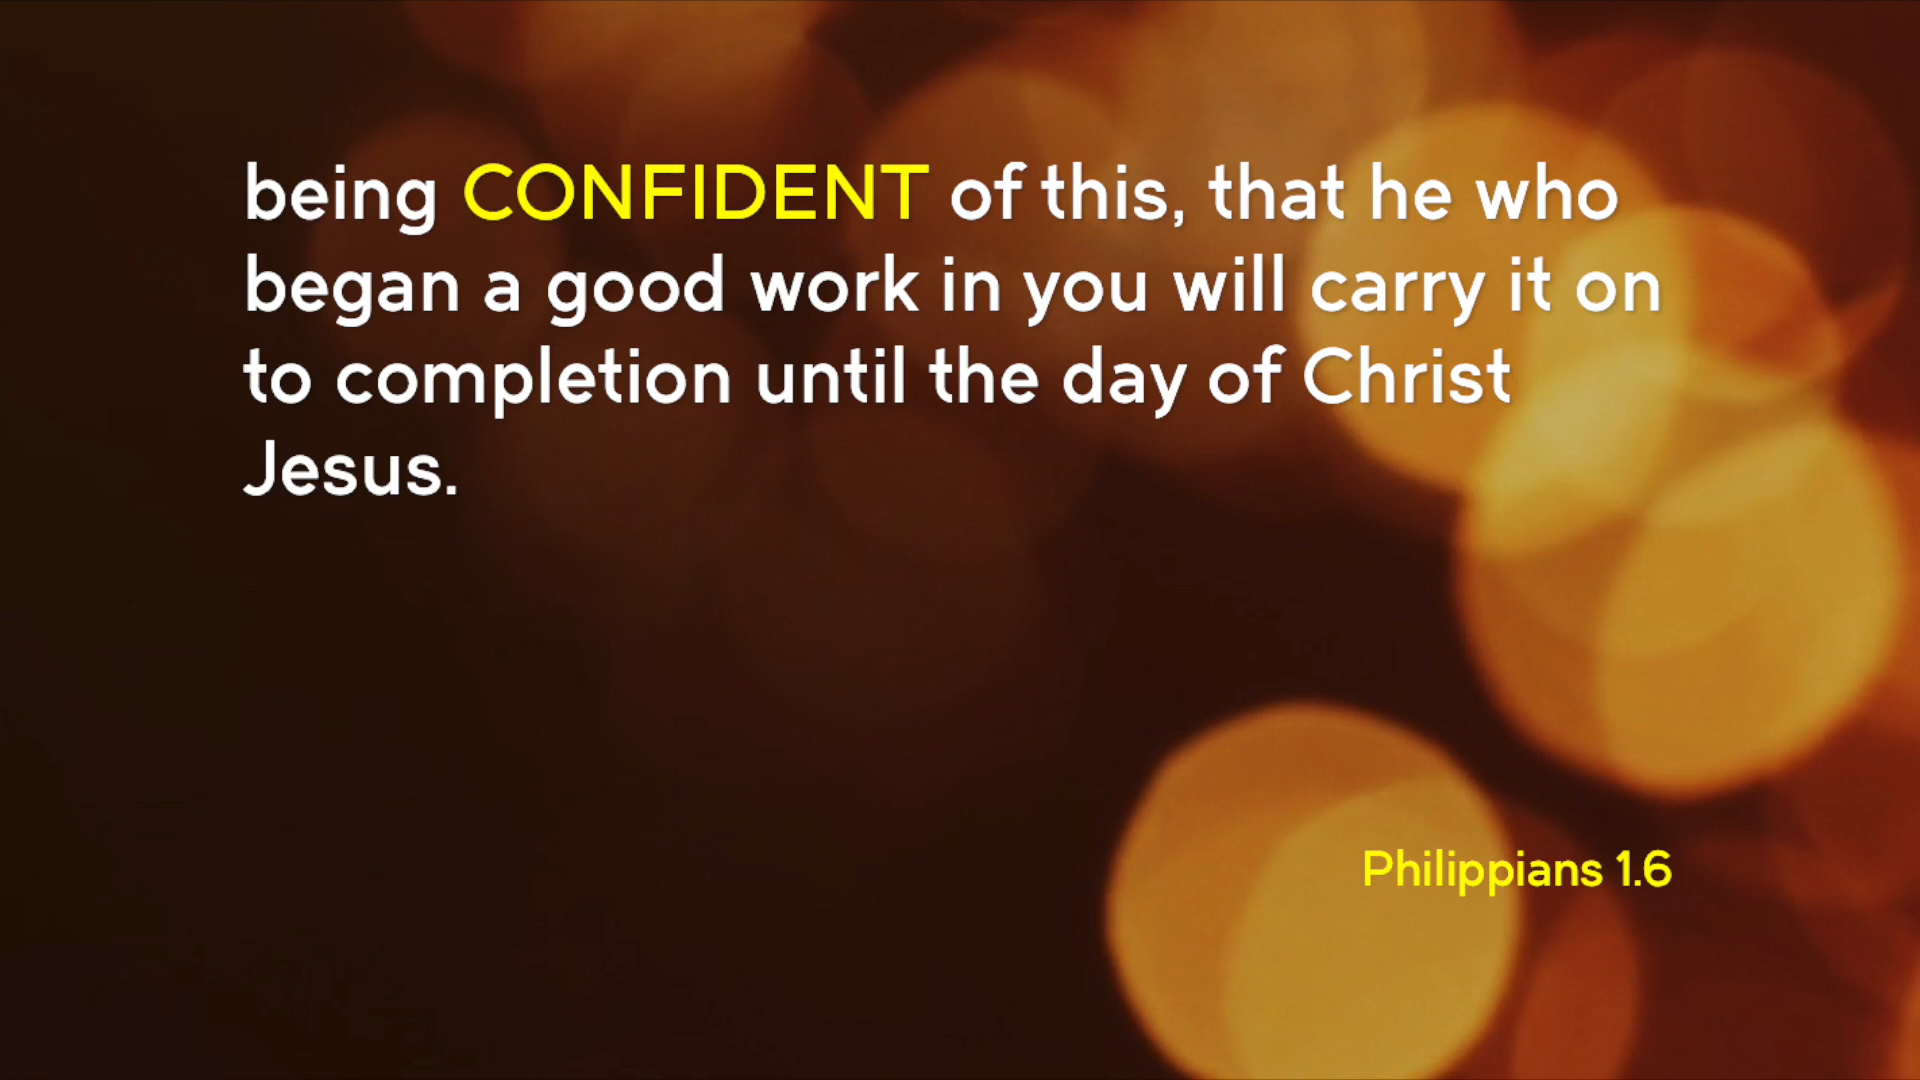 being CONFIDENT of this, that he who
began a good work in you will carry it on
to completion until the day of Christ
Jesus.
Philippians 1.6